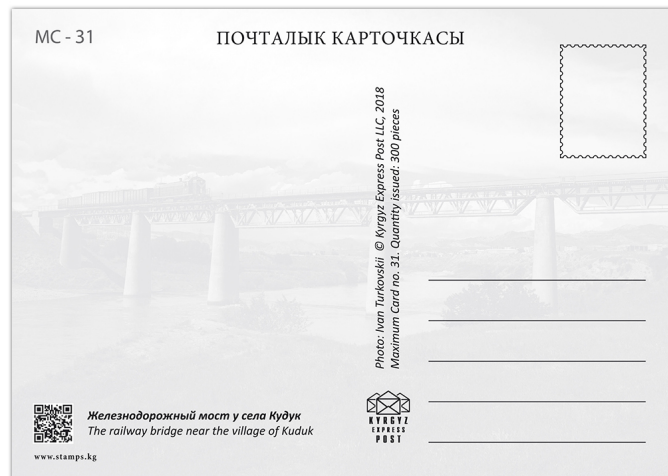 МС - 31
ПОЧТАЛЫК КАРТОЧКАСЫ
Photo: Ivan Turkovskii © Kyrgyz Express Post LLC, 2018
Maximum Card no. 31. Quantity issued: 300 pieces
Железнодорожный мост у села Кудук
The railway bridge near the village of Kuduk
www.stamps.kg
KYRGYZ
EXPRESS
POST